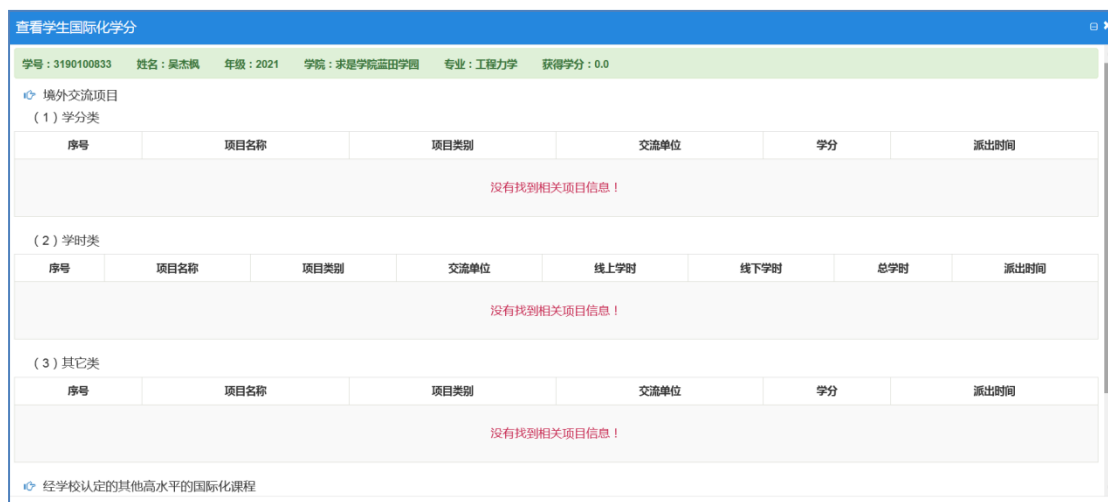 查看学生国际化学分
学号：3190100833 姓名：吴杰枫 年级：2021 学院：求是学院蓝田学园 专业：工程力学 获得学分：0.0
境外交流项目
（1）学分类
序号 项目名称 项目类别 交流单位 学分 派出时间
没有找到相关项目信息！
（2）学时类
序号 项目名称 项目类别 交流单位 线上学时 线下学时 总学时 派出时间
没有找到相关项目信息！
（3）其它类
序号 项目名称 项目类别 交流单位 学分 派出时间
没有找到相关项目信息！
经学校认定的其他高水平的国际化课程